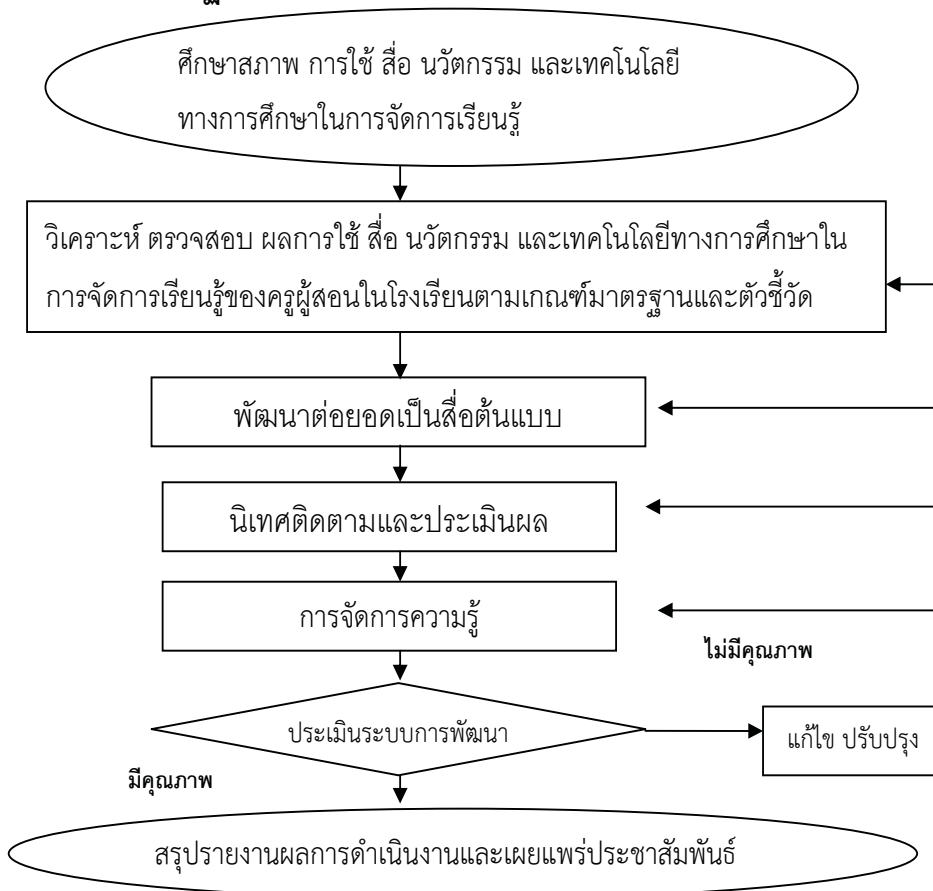 ศึกษาสภาพ การใช้ สื่อ นวัตกรรม และเทคโนโลยี
ทางการศึกษาในการจัดการเรียนรู้
วิเคราะห์ ตรวจสอบ ผลการใช้ สื่อ นวัตกรรม และเทคโนโลยีทางการศึกษาใน
การจัดการเรียนรู้ของครูผู้สอนในโรงเรียนตามเกณฑ์มาตรฐานและตัวชี้วัด
พัฒนาต่อยอดเป็นสื่อต้นแบบ
นิเทศติดตามและประเมินผล
การจัดการความรู้
ไม่มีคุณภาพ
ประเมินระบบการพัฒนา
แก้ไข ปรับปรุง
มีคุณภาพ
สรุปรายงานผลการดำเนินงานและเผยแพร่ประชาสัมพันธ์